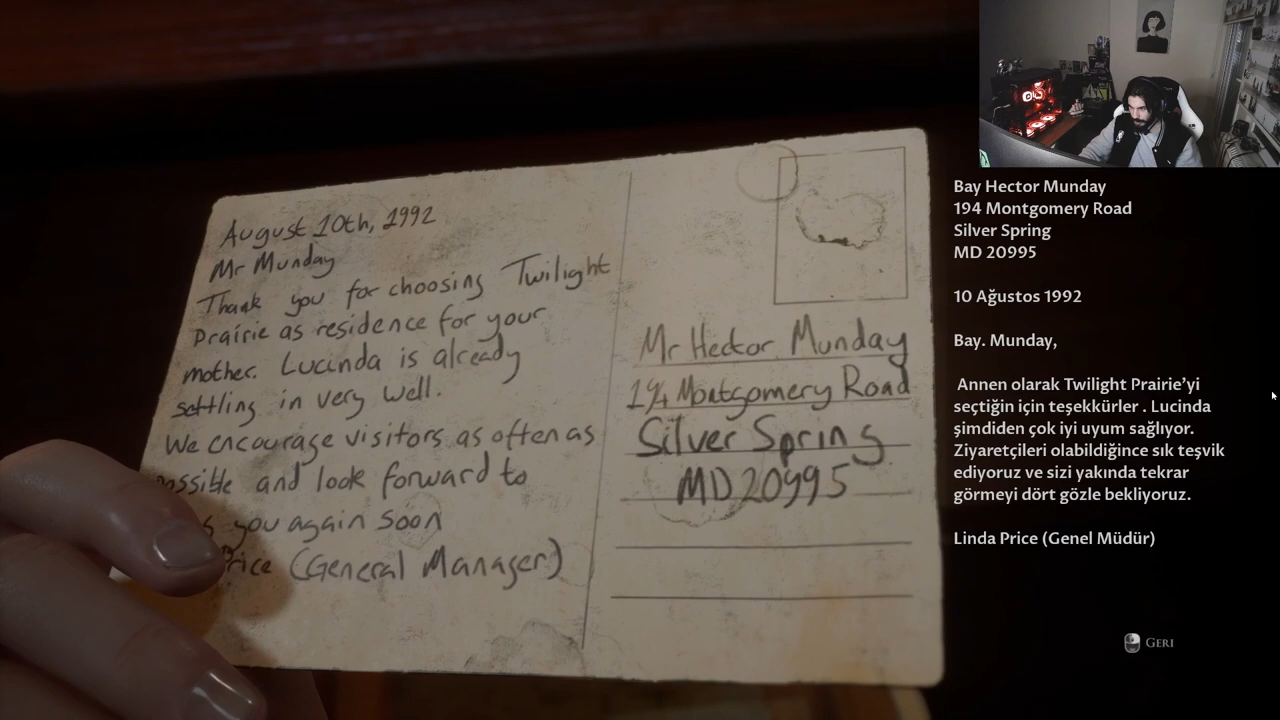 August 10th, 1992
Mr Munday
Thank you for choosing Twilight
Prairie as residence for your
mother. Lucinda is already
settling in very well.
We encourage visitors as often as
possible and look forward to
you again soon
Price (General Manager)
Mr Hector Munday
194 Montgomery Road
Silver Spring
MD 20995
Bay Hector Munday
194 Montgomery Road
Silver Spring
MD 20995
10 Ağustos 1992
Bay. Munday,
Annen olarak Twilight Prairie'yi
seçtiğin için teşekkürler . Lucinda
şimdiden çok iyi uyum sağlıyor.
Ziyaretçileri olabildiğince sık teşvik
ediyoruz ve sizi yakında tekrar
görmeyi dört gözle bekliyoruz.
Linda Price (Genel Müdür)
GERI